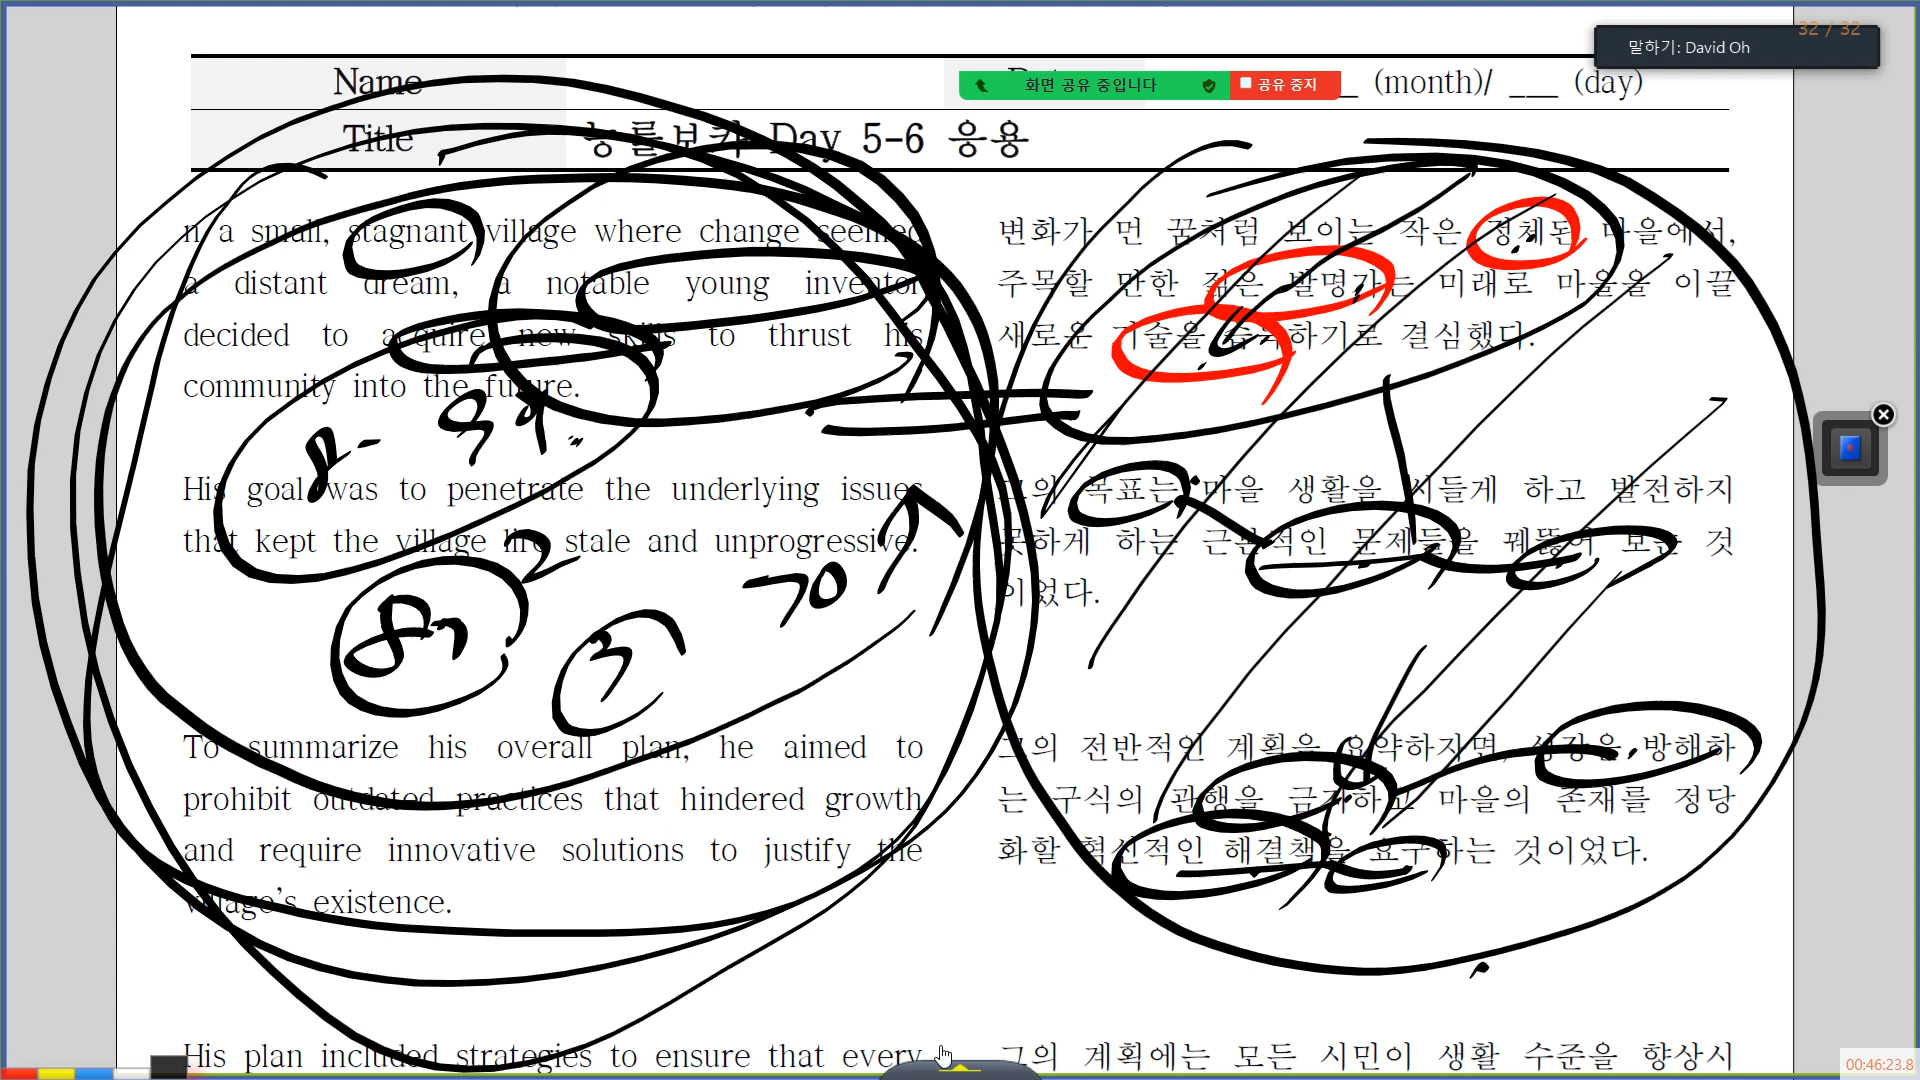 32 / 32
말하기: David Oh
Name
화면 공유 중입니다
공유 중지
(month)/ ___ (day)
Title
능률보카 Day 5-6 응용
n a small, stagnant village where change seemed
a distant dream, a notable young inventor
decided to acquire new skills to thrust his
community into the future.
변화가 먼 꿈처럼 보이는 작은 정체된 마을에서,
주목할 만한 젊은 발명가는 미래로 마을을 이끌
새로운 기술을 습득하기로 결심했다.
His goal was to penetrate the underlying issues
that kept the village life stale and unprogressive.
그의 목표는 마을 생활을 시들게 하고 발전하지
못하게 하는 근본적인 문제들을 꿰뚫어 보는 것
이었다.
70
To summarize his overall plan, he aimed to
prohibit outdated practices that hindered growth
and require innovative solutions to justify the
village's existence.
그의 전반적인 계획을 요약하자면, 성장을 방해하
는 구식의 관행을 금지하고 마을의 존재를 정당
화할 혁신적인 해결책을 요구하는 것이었다.
His plan included strategies to ensure that every
그의 계획에는 모든 시민이 생활 수준을 향상시
00:46:23.8